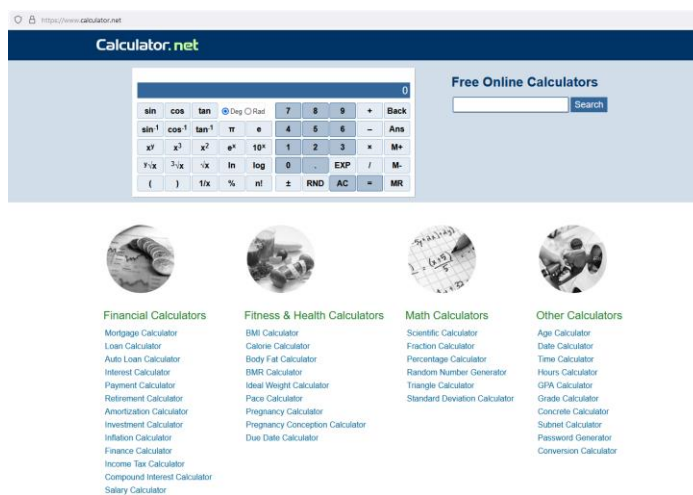 https://www.calculator.net
Calculator.net
0
sin cos tan Deg Rad 7 8 9 + Back
sin-1 cos-1 tan-1 π e 4 5 6 – Ans
xy x3 x2 ex 10x 1 2 3 × M+
y√x 3√x √x ln log 0 . EXP / M-
( ) 1/x % n! ± RND AC = MR
Free Online Calculators
Search
Financial Calculators
Mortgage Calculator
Loan Calculator
Auto Loan Calculator
Interest Calculator
Payment Calculator
Retirement Calculator
Amortization Calculator
Investment Calculator
Inflation Calculator
Finance Calculator
Income Tax Calculator
Compound Interest Calculator
Salary Calculator
Fitness & Health Calculators
BMI Calculator
Calorie Calculator
Body Fat Calculator
BMR Calculator
Ideal Weight Calculator
Pace Calculator
Pregnancy Calculator
Pregnancy Conception Calculator
Due Date Calculator
Math Calculators
Scientific Calculator
Fraction Calculator
Percentage Calculator
Random Number Generator
Triangle Calculator
Standard Deviation Calculator
Other Calculators
Age Calculator
Date Calculator
Time Calculator
Hours Calculator
GPA Calculator
Grade Calculator
Concrete Calculator
Subnet Calculator
Password Generator
Conversion Calculator